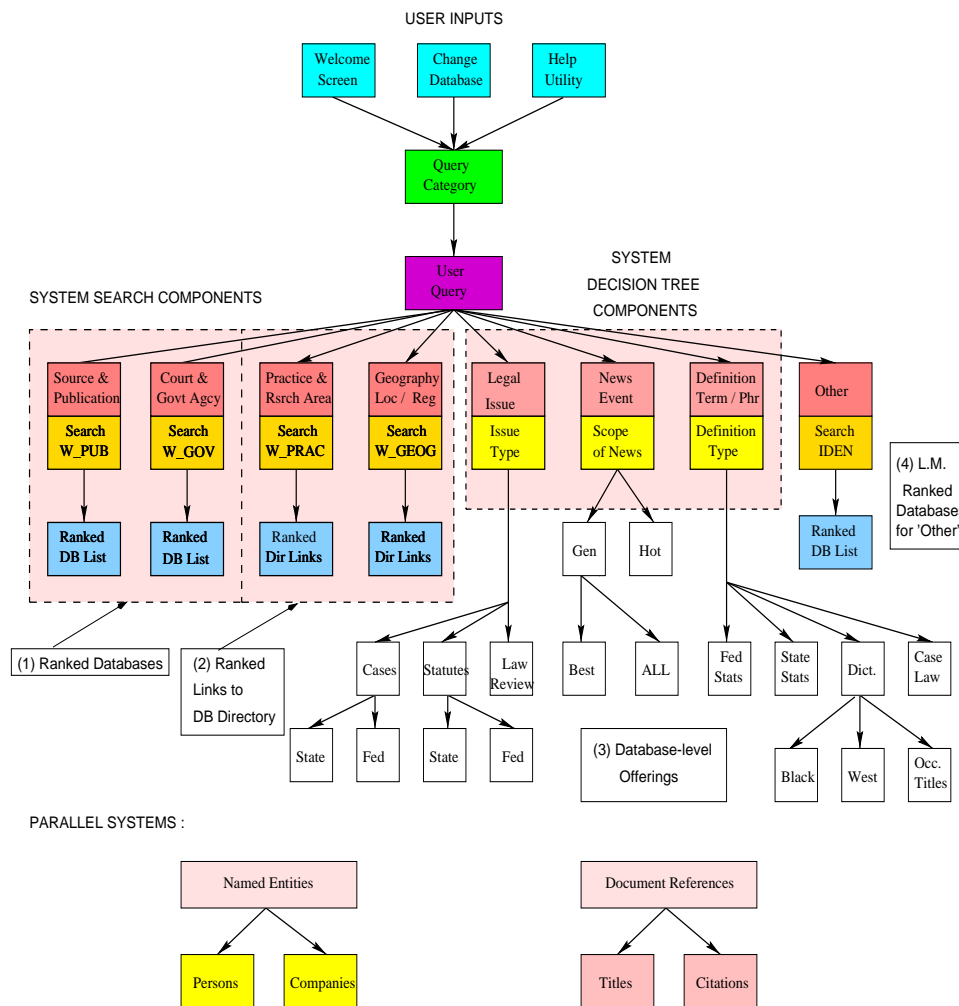 USER INPUTS
Welcome
Screen
Change
Database
Help
Utility
Query
Category
User
Query
SYSTEM
DECISION TREE
COMPONENTS
SYSTEM SEARCH COMPONENTS
Source &
Publication
Search
W_PUB
Ranked
DB List
Court &
Govt Agcy
Search
W_GOV
Ranked
DB List
Practice &
Rsrch Area
Search
W_PRAC
Ranked
Dir Links
Geography
Loc / Reg
Search
W_GEOG
Ranked
Dir Links
Legal
Issue
Issue
Type
News
Event
Scope
of News
Definition
Term / Phr
Definition
Type
Other
Search
IDEN
Ranked
DB List
(4) L.M.
Ranked
Databases
for 'Other'
Gen
Hot
(1) Ranked Databases
(2) Ranked
Links to
DB Directory
Cases
Statutes
Law
Review
Best
ALL
Fed
Stats
State
Stats
Dict.
Case
Law
State
Fed
State
Fed
(3) Database-level
Offerings
Black
West
Occ.
Titles
PARALLEL SYSTEMS :
Named Entities
Document References
Persons
Companies
Titles
Citations